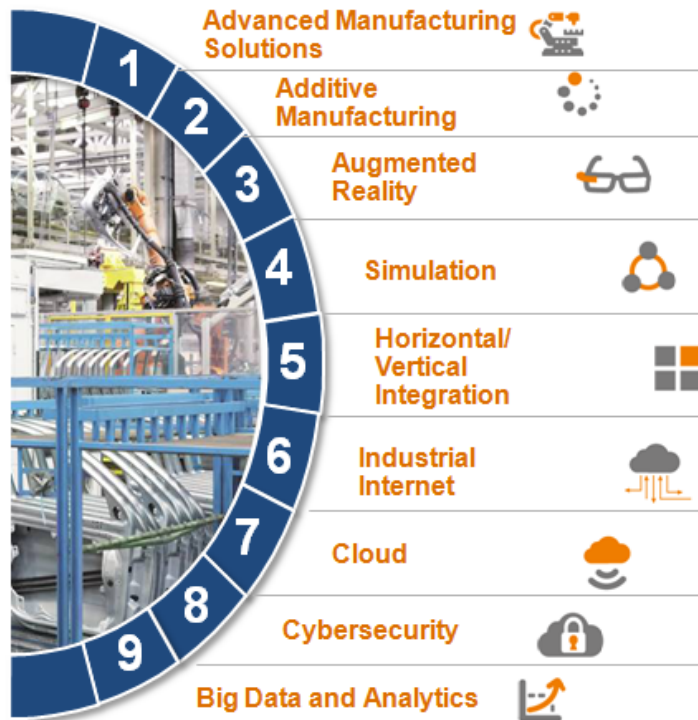 1
Advanced Manufacturing
Solutions
2
Additive
Manufacturing
3
Augmented
Reality
4
Simulation
5
Horizontal/
Vertical
Integration
6
Industrial
Internet
7
Cloud
8
Cybersecurity
9
Big Data and Analytics